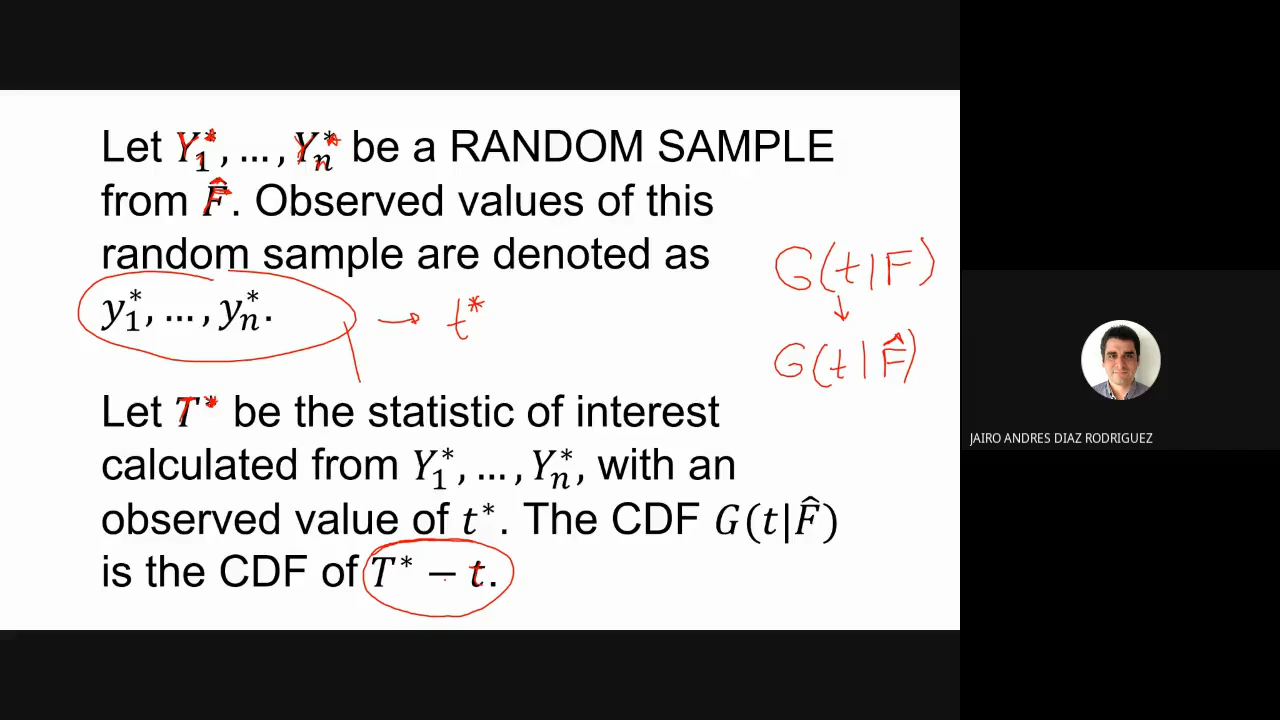 Let Y₁*, …, Yₙ* be a RANDOM SAMPLE
from F̂. Observed values of this
random sample are denoted as
y₁*, …, yₙ*.
→ t*
G(t|F)
↓
G(t|F̂)
Let T* be the statistic of interest
calculated from Y₁*, …, Yₙ*, with an
observed value of t*. The CDF G(t|F̂)
is the CDF of T* − t.
JAIRO ANDRES DIAZ RODRIGUEZ